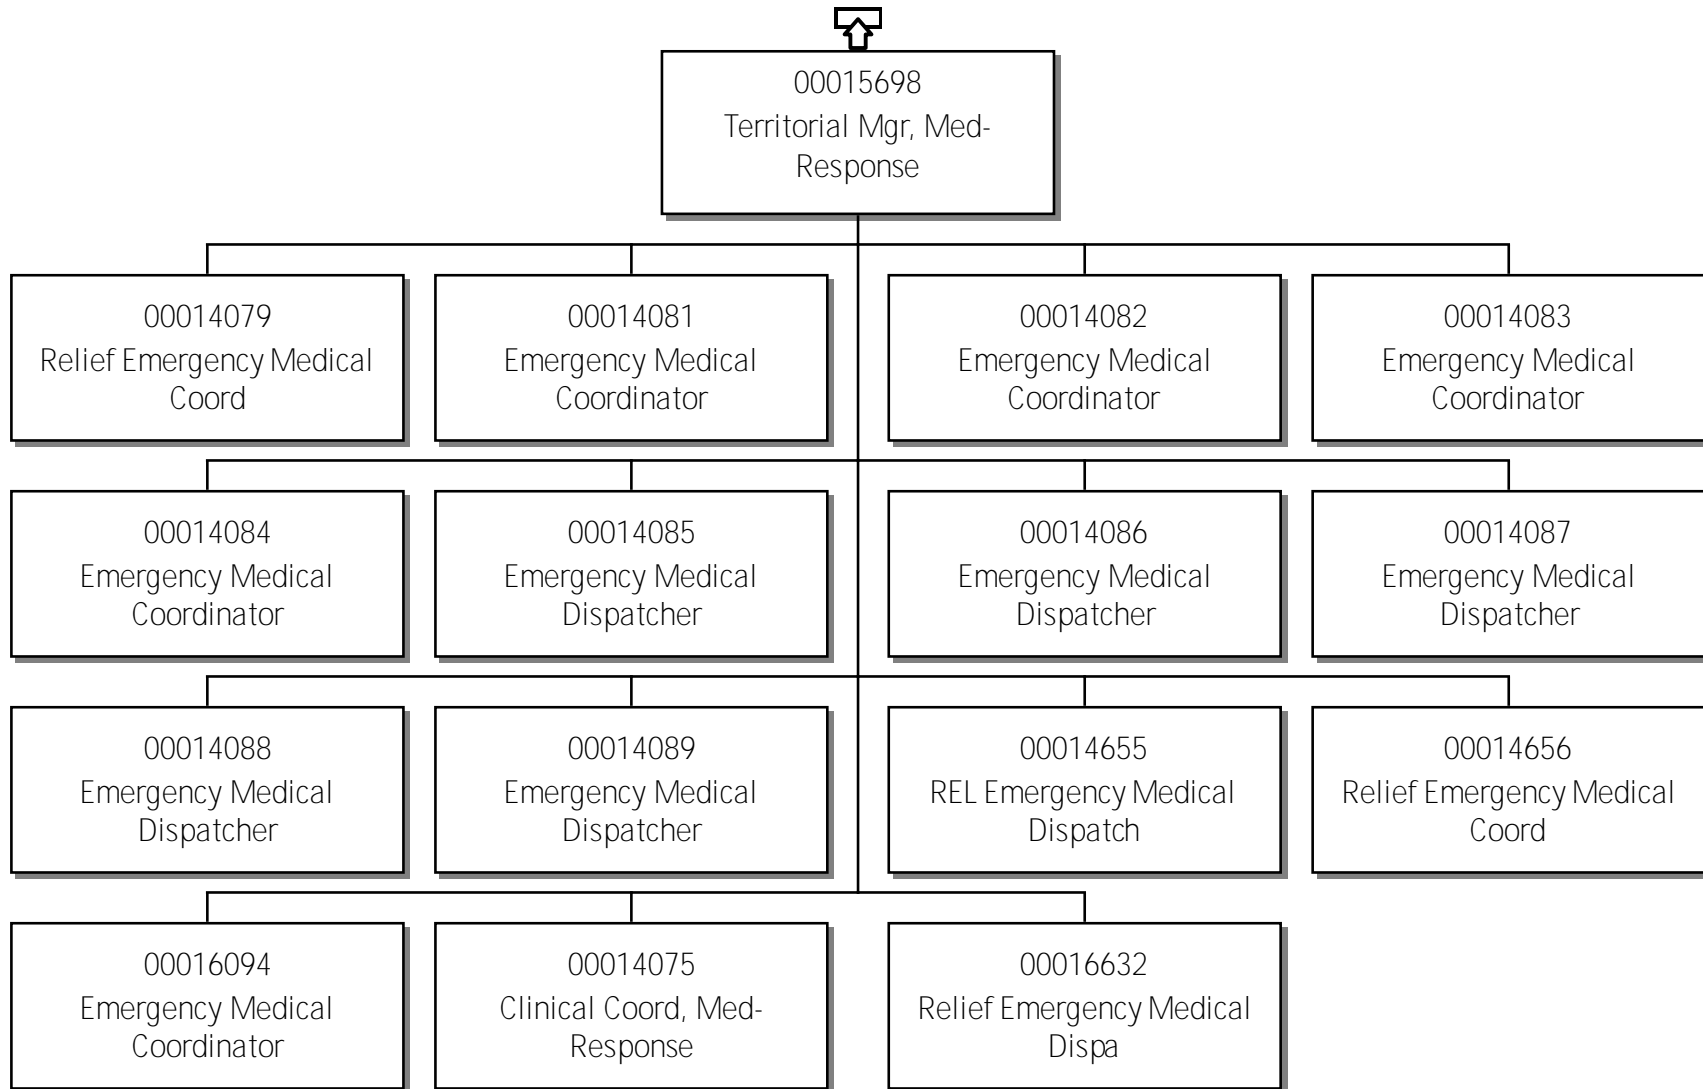 00015698
Territorial Mgr, Med-
Response
00014079
Relief Emergency Medical
Coord
00014081
Emergency Medical
Coordinator
00014082
Emergency Medical
Coordinator
00014083
Emergency Medical
Coordinator
00014084
Emergency Medical
Coordinator
00014085
Emergency Medical
Dispatcher
00014086
Emergency Medical
Dispatcher
00014087
Emergency Medical
Dispatcher
00014088
Emergency Medical
Dispatcher
00014089
Emergency Medical
Dispatcher
00014655
REL Emergency Medical
Dispatch
00014656
Relief Emergency Medical
Coord
00016094
Emergency Medical
Coordinator
00014075
Clinical Coord, Med-
Response
00016632
Relief Emergency Medical
Dispa